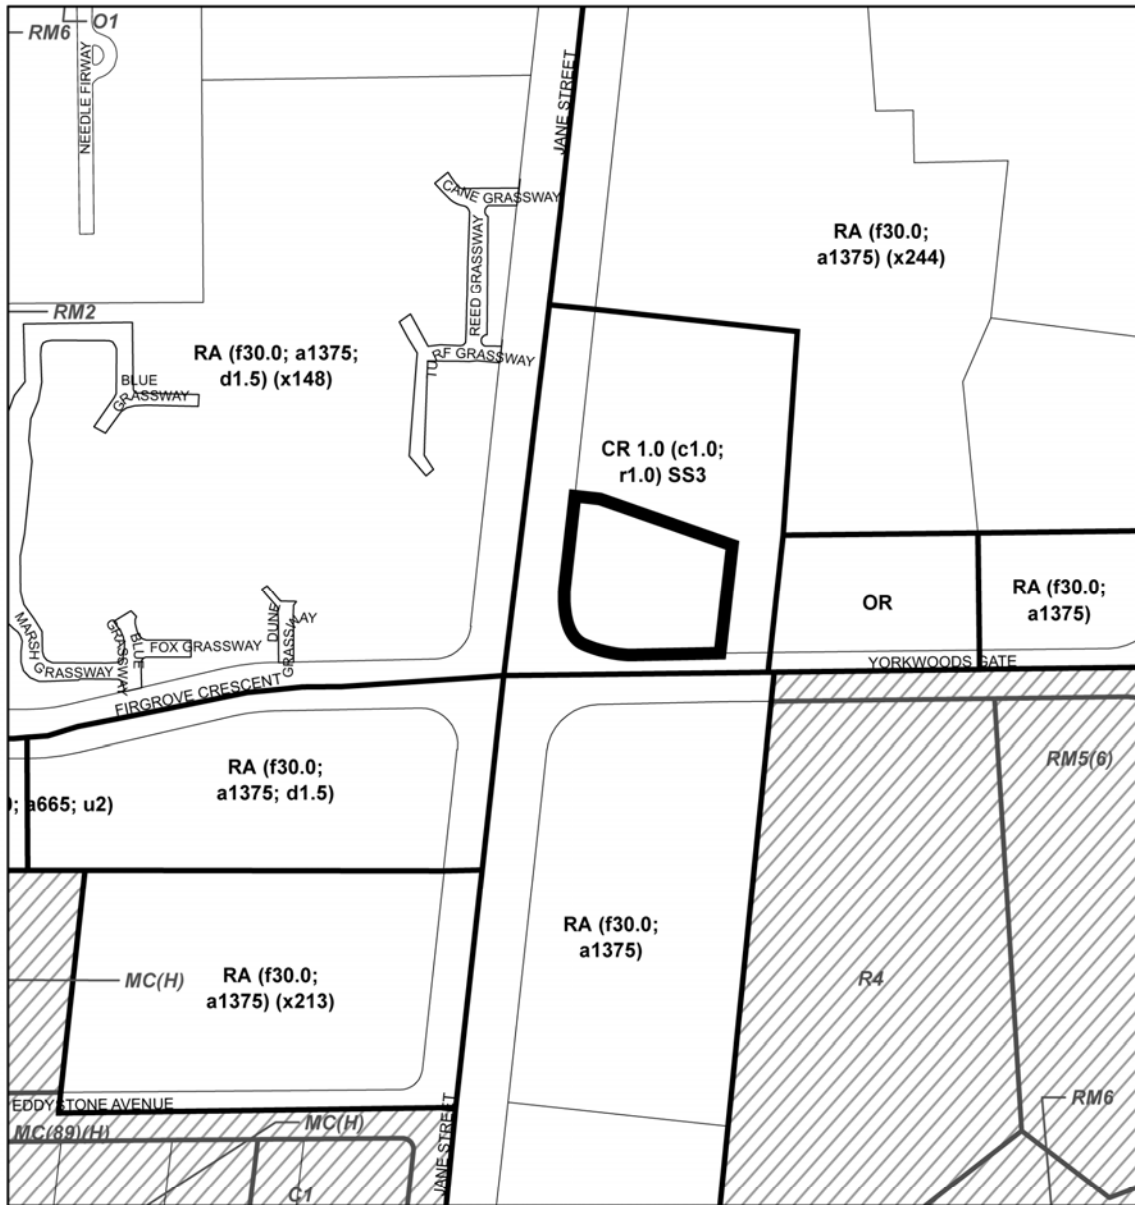 O1
RM6
NEEDLE FIRWAY
JANE STREET
CANE GRASSWAY
REED GRASSWAY
RA (f30.0;
a1375) (x244)
RM2
RA (f30.0; a1375;
d1.5) (x148)
TURF GRASSWAY
BLUE
GRASSWAY
CR 1.0 (c1.0;
r1.0) SS3
OR
RA (f30.0;
a1375)
MARSH
GRASSWAY
BLUE
GRASSWAY
FOX GRASSWAY
DUNE
GRASSWAY
FIRGROVE CRESCENT
YORKWOODS GATE
RA (f30.0;
a1375; d1.5)
RM5(6)
; a665; u2)
RA (f30.0;
a1375)
MC(H)
RA (f30.0;
a1375) (x213)
R4
EDDYSTONE AVENUE
JANE STREET
MC(89)(H)
MC(H)
RM6
C1